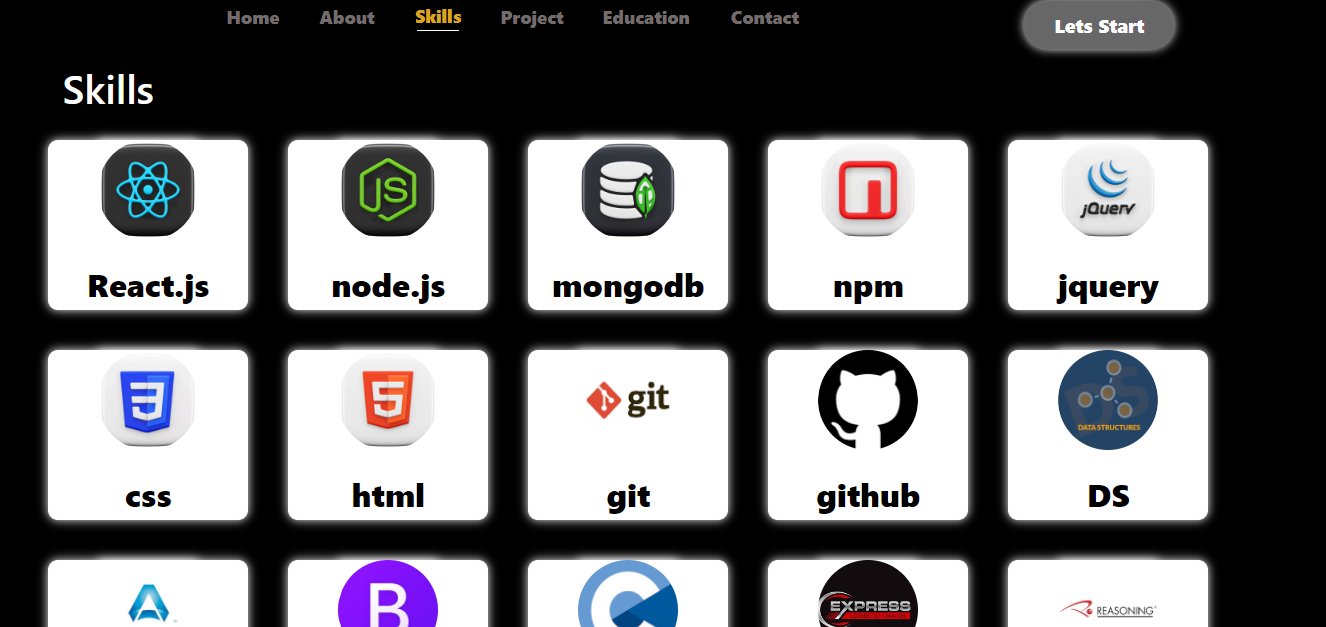 Home About Skills Project Education Contact Lets Start
Skills
JS
jQuery
React.js node.js mongodb npm jquery
3 5 git DS
DATA STRUCTURES
css html git github DS
B C EXPRESS REASONING